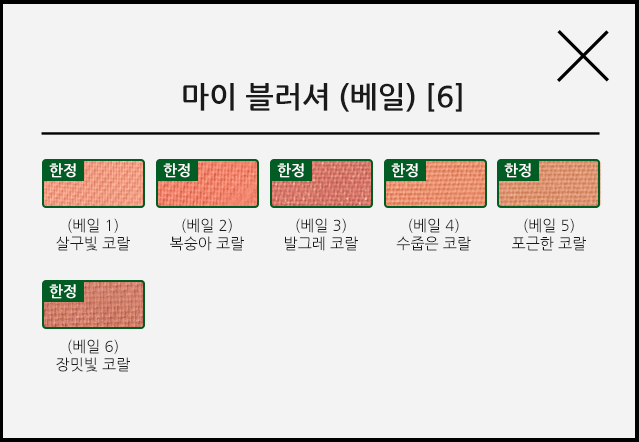 마이 블러셔 (베일) [6]
한정 한정 한정 한정 한정
(베일 1) (베일 2) (베일 3) (베일 4) (베일 5)
살구빛 코랄 복숭아 코랄 발그레 코랄 수줍은 코랄 포근한 코랄
한정
(베일 6)
장밋빛 코랄